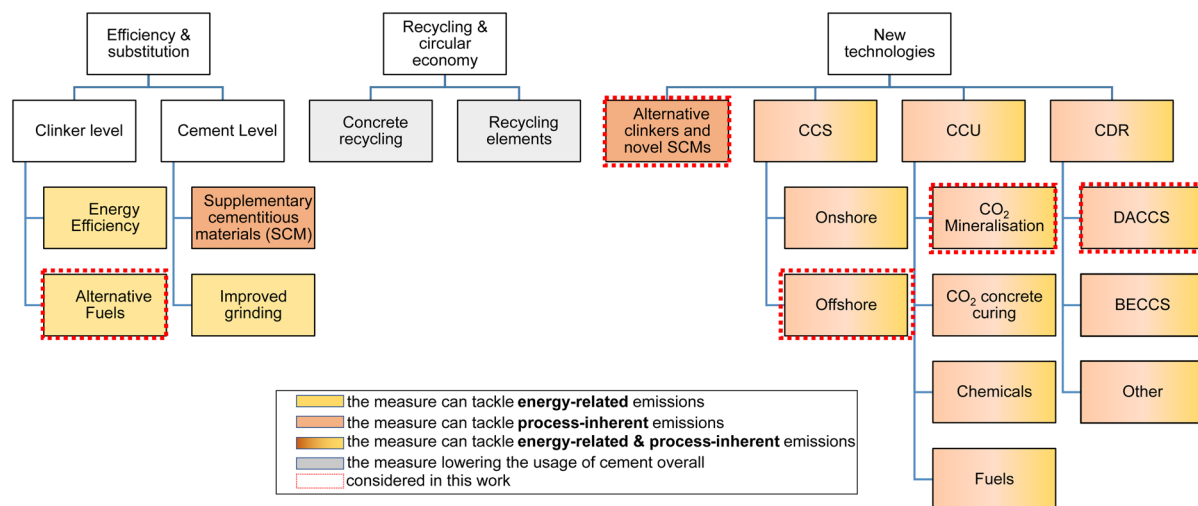 Efficiency &
substitution
Clinker level
Cement Level
Energy
Efficiency
Supplementary
cementitious
materials (SCM)
Alternative
Fuels
Improved
grinding
Recycling &
circular
economy
Concrete
recycling
Recycling
elements
New
technologies
Alternative
clinkers and
novel SCMs
CCS
CCU
CDR
Onshore
CO₂
Mineralisation
DACCS
Offshore
CO₂ concrete
curing
BECCS
Chemicals
Other
Fuels
the measure can tackle energy-related emissions
the measure can tackle process-inherent emissions
the measure can tackle energy-related & process-inherent emissions
the measure lowering the usage of cement overall
considered in this work